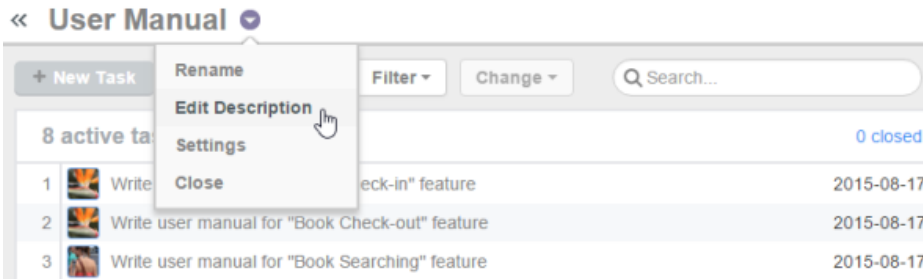 « User Manual
+ New Task
Rename
Edit Description
Settings
Close
Filter
Change
Search...
8 active ta
0 closed
1 Write eck-in" feature 2015-08-17
2 Write user manual for "Book Check-out" feature 2015-08-17
3 Write user manual for "Book Searching" feature 2015-08-17